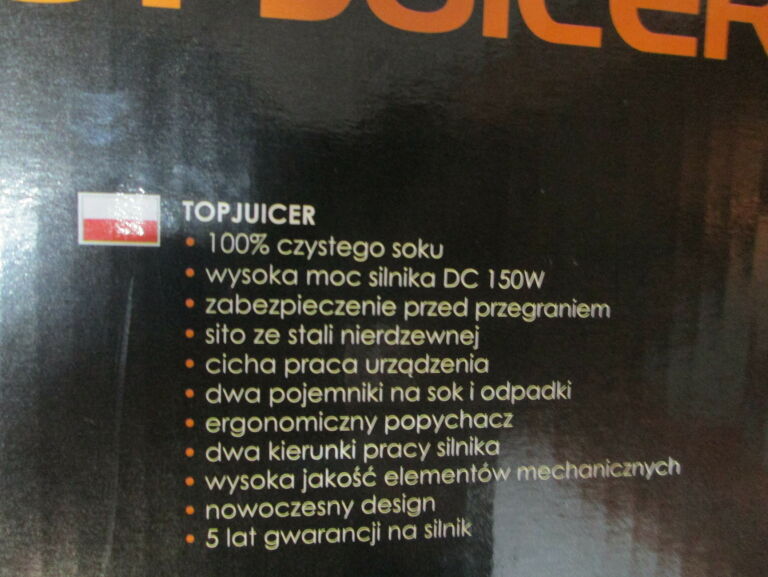 JUICER
TOPJUICER
• 100% czystego soku
• wysoka moc silnika DC 150W
• zabezpieczenie przed przegraniem
• sito ze stali nierdzewnej
• cicha praca urządzenia
• dwa pojemniki na sok i odpadki
• ergonomiczny popychacz
• dwa kierunki pracy silnika
• wysoka jakość elementów mechanicznych
• nowoczesny design
• 5 lat gwarancji na silnik